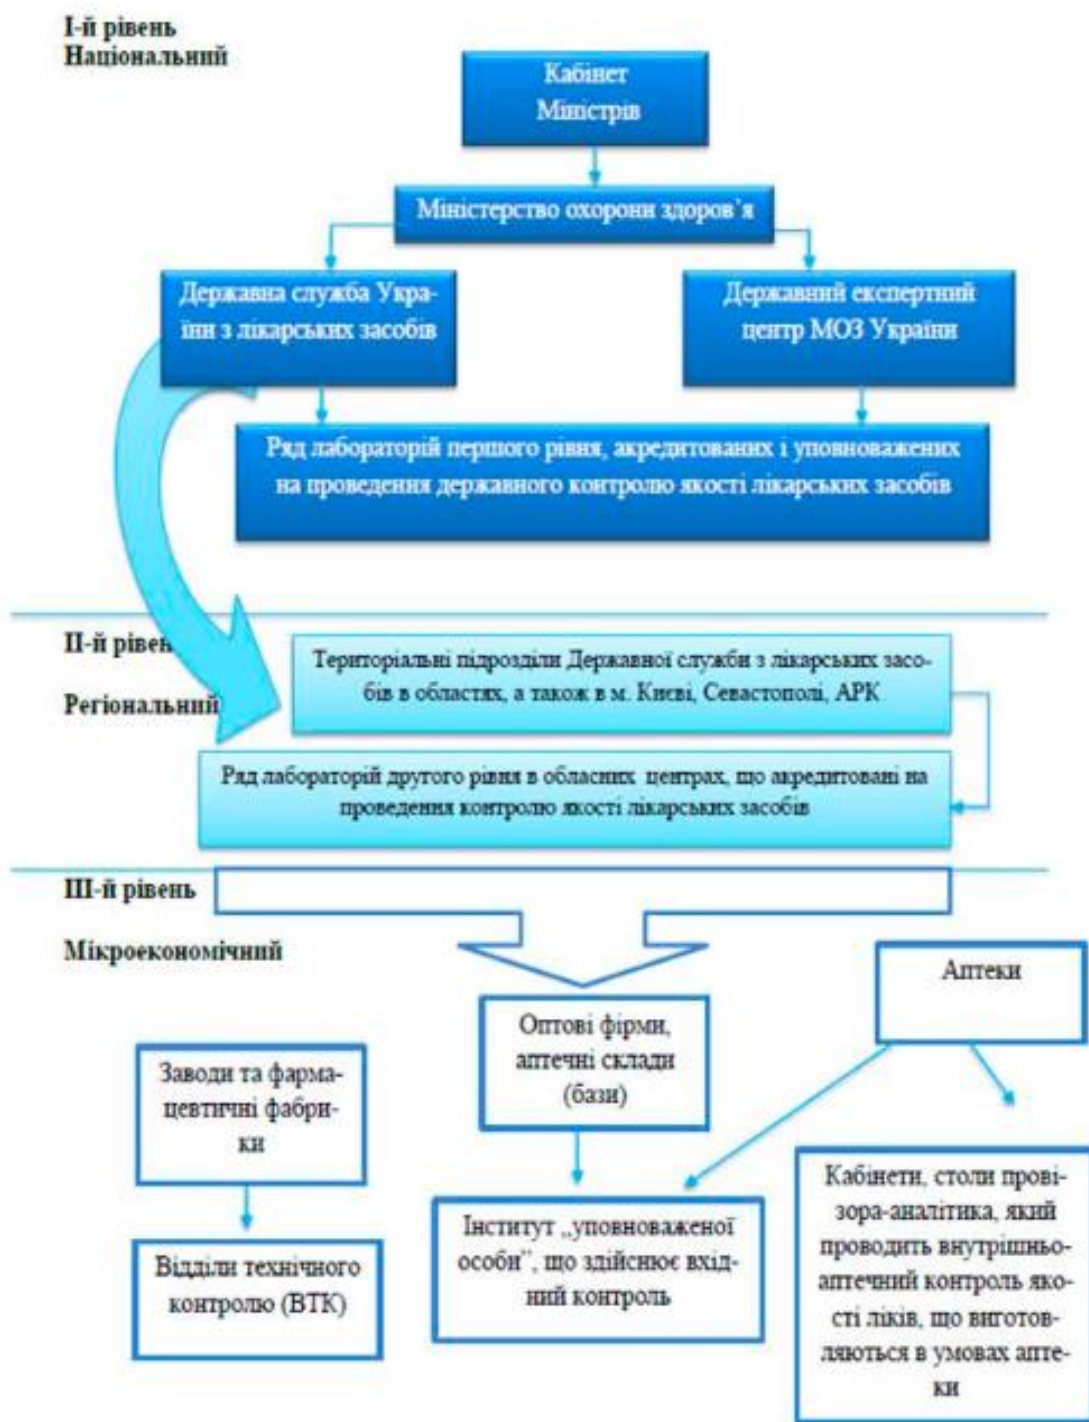 І-й рівень
Національний
Кабінет
Міністрів
Міністерство охорони здоров`я
Державна служба Укра-
їни з лікарських засобів
Державний експертний
центр МОЗ України
Ряд лабораторій першого рівня, акредитованих і уповноважених
на проведення державного контролю якості лікарських засобів
ІІ-й рівен
Регіональний
Територіальні підрозділи Державної служби з лікарських засо-
бів в областях, а також в м. Києві, Севастополі, АРК
Ряд лабораторій другого рівня в обласних центрах, що акредитовані на
проведення контролю якості лікарських засобів
ІІІ-й рівень
Мікроекономічний
Аптеки
Оптові фірми,
аптечні склади
(бази)
Заводи та фарма-
цевтичні фабри-
ки
Кабінети, столи прові-
зора-аналітика, який
проводить внутрішньо-
аптечний контроль яко-
сті ліків, що виготов-
ляються в умовах апте-
ки
Інститут „уповноваженої
особи”, що здійснює вхід-
ний контроль
Відділи технічного
контролю (ВТК)